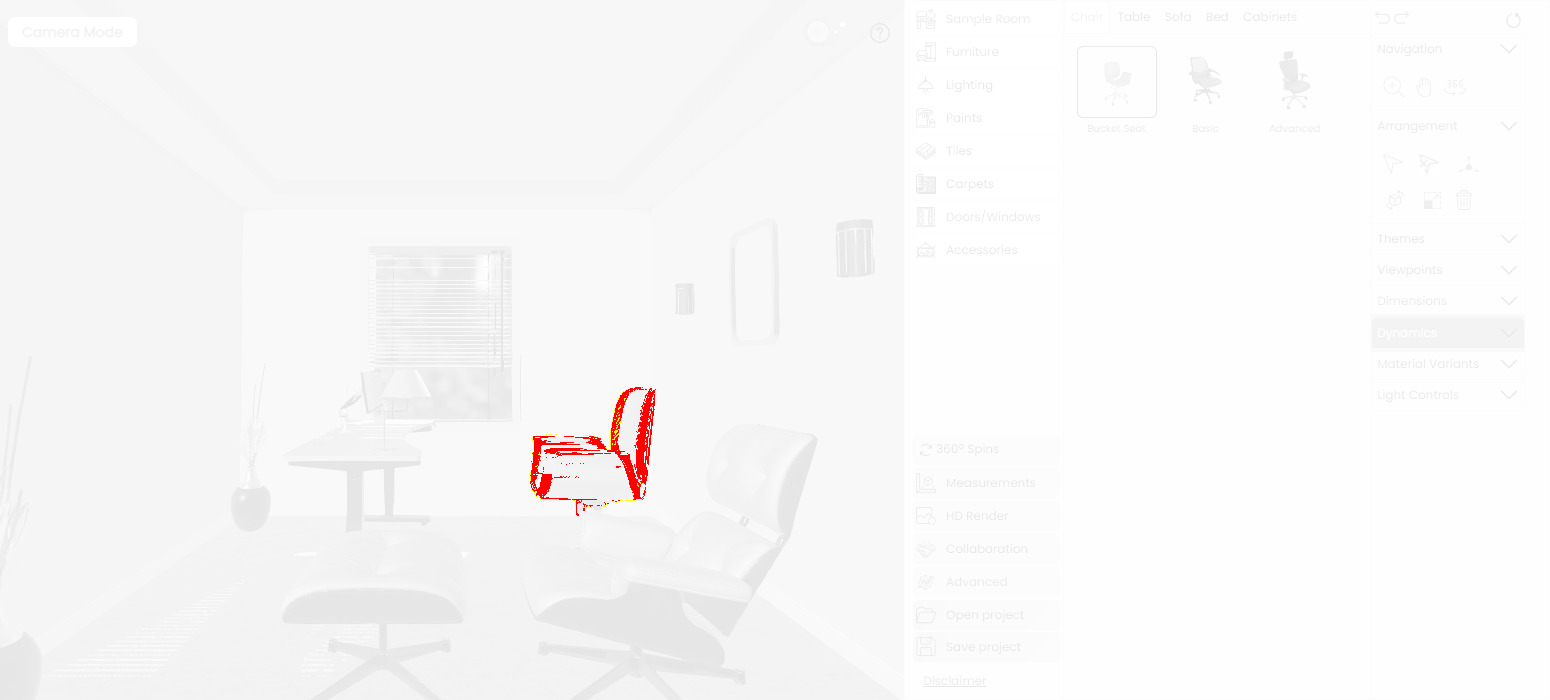 Camera Mode
?
Sample Room
Furniture
Lighting
Paints
Tiles
Carpets
Doors/Windows
Accessories
360° Spins
Measurements
HD Render
Collaboration
Advanced
Open project
Save project
Disclaimer
Chair Table Sofa Bed Cabinets
Bucket Seat Basic Advanced
Navigation
360
Arrangement
Themes
Viewpoints
Dimensions
Dynamics
Material Variants
Light Controls